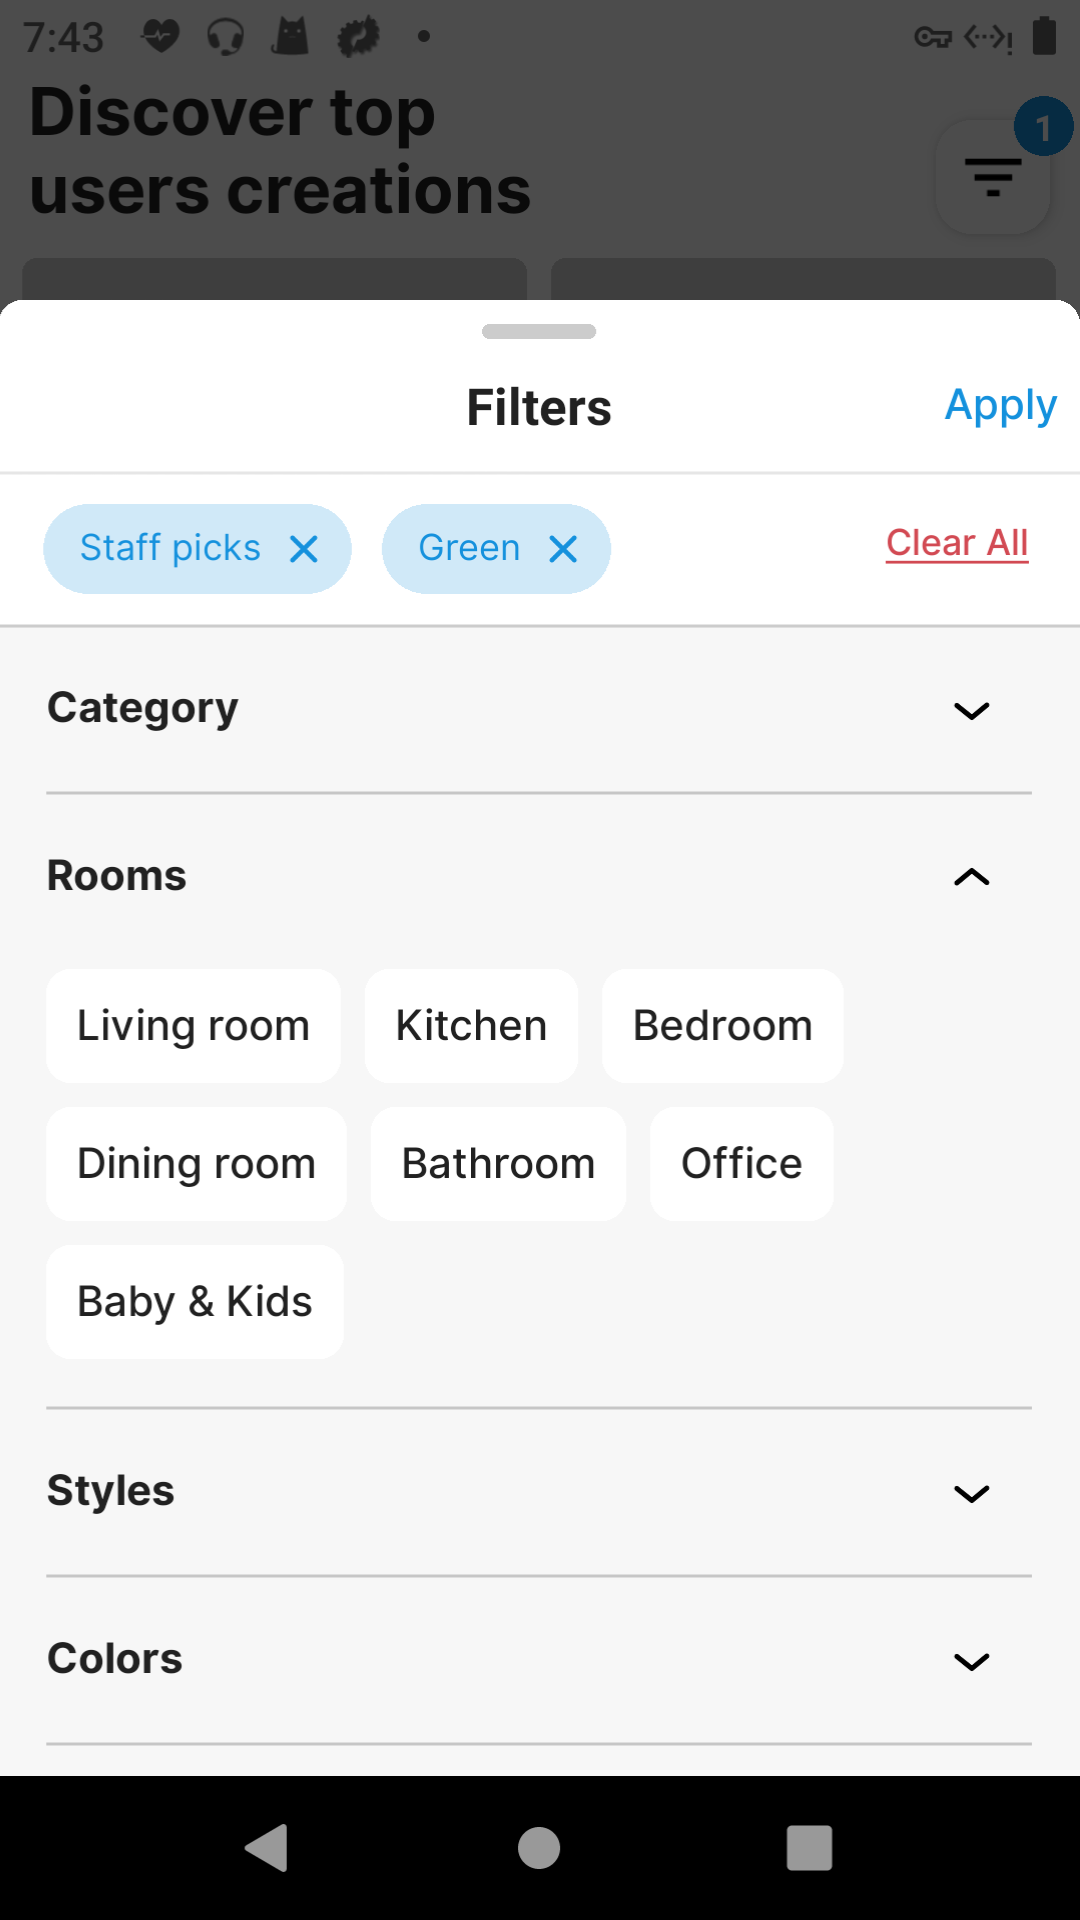 7:43
Discover top
users creations
1
Filters
Apply
Staff picks
Green
Clear All
Category
Rooms
Living room
Kitchen
Bedroom
Dining room
Bathroom
Office
Baby & Kids
Styles
Colors